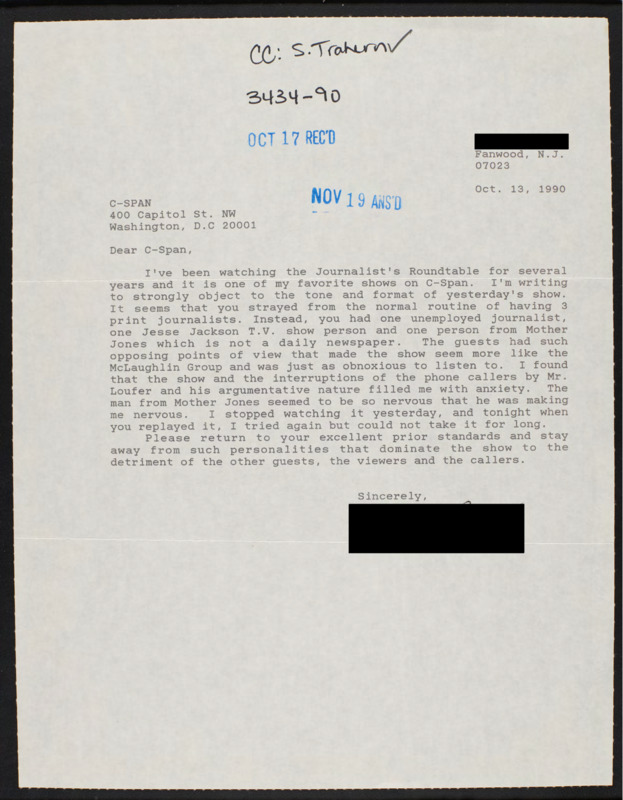 CC: S. Trahern ✓
3434-90
OCT 17 REC'D
Fanwood, N.J.
07023
NOV 19 ANS'D
Oct. 13, 1990
C-SPAN
400 Capitol St. NW
Washington, D.C 20001
Dear C-Span,
I've been watching the Journalist's Roundtable for several
years and it is one of my favorite shows on C-Span. I'm writing
to strongly object to the tone and format of yesterday's show.
It seems that you strayed from the normal routine of having 3
print journalists. Instead, you had one unemployed journalist,
one Jesse Jackson T.V. show person and one person from Mother
Jones which is not a daily newspaper. The guests had such
opposing points of view that made the show seem more like the
McLaughlin Group and was just as obnoxious to listen to. I found
that the show and the interruptions of the phone callers by Mr.
Loufer and his argumentative nature filled me with anxiety. The
man from Mother Jones seemed to be so nervous that he was making
me nervous. I stopped watching it yesterday, and tonight when
you replayed it, I tried again but could not take it for long.
Please return to your excellent prior standards and stay
away from such personalities that dominate the show to the
detriment of the other guests, the viewers and the callers.
Sincerely,